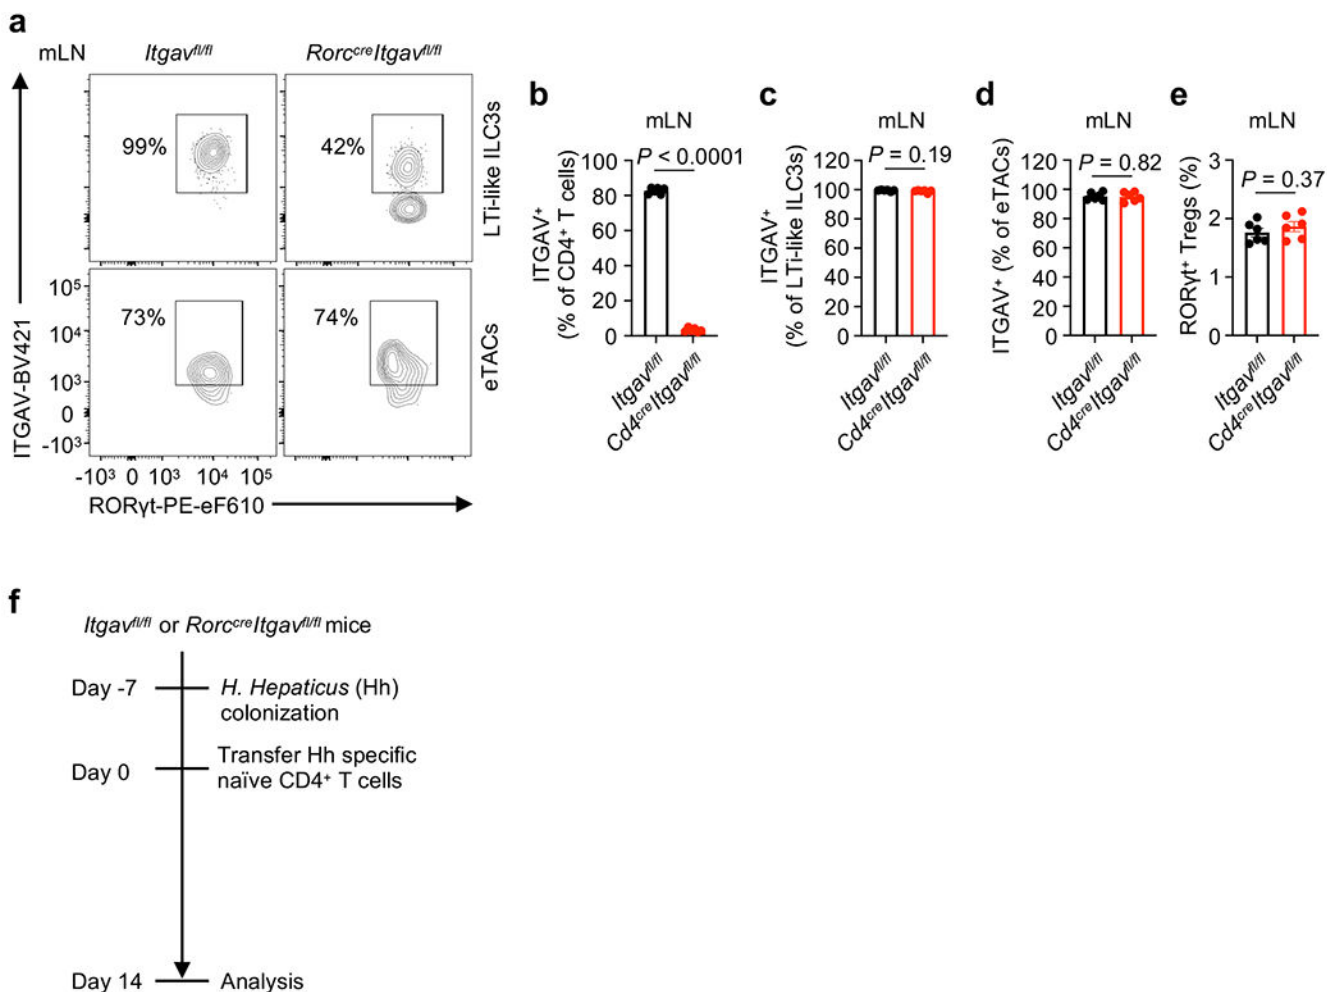 a
mLN
Itgavfl/fl
RorccreItgavfl/fl
99%
42%
LTi-like ILC3s
73%
74%
eTACs
ITGAV-BV421
10⁵
10⁴
10³
0
-10³
-10³ 0 10³ 10⁴ 10⁵
RORγt-PE-eF610
b
mLN
P < 0.0001
ITGAV⁺
(% of CD4⁺ T cells)
100
80
60
40
20
0
Itgavfl/fl
Cd4creItgavfl/fl
c
mLN
P = 0.19
ITGAV⁺
(% of LTi-like ILC3s)
120
100
80
60
40
20
0
Itgavfl/fl
Cd4creItgavfl/fl
d
mLN
P = 0.82
ITGAV⁺ (% of eTACs)
120
100
80
60
40
20
0
Itgavfl/fl
Cd4creItgavfl/fl
e
mLN
P = 0.37
RORγt⁺ Tregs (%)
3
2
1
0
Itgavfl/fl
Cd4creItgavfl/fl
f
Itgavfl/fl or RorccreItgavfl/fl mice
Day -7
H. Hepaticus (Hh)
colonization
Day 0
Transfer Hh specific
naïve CD4⁺ T cells
Day 14
Analysis